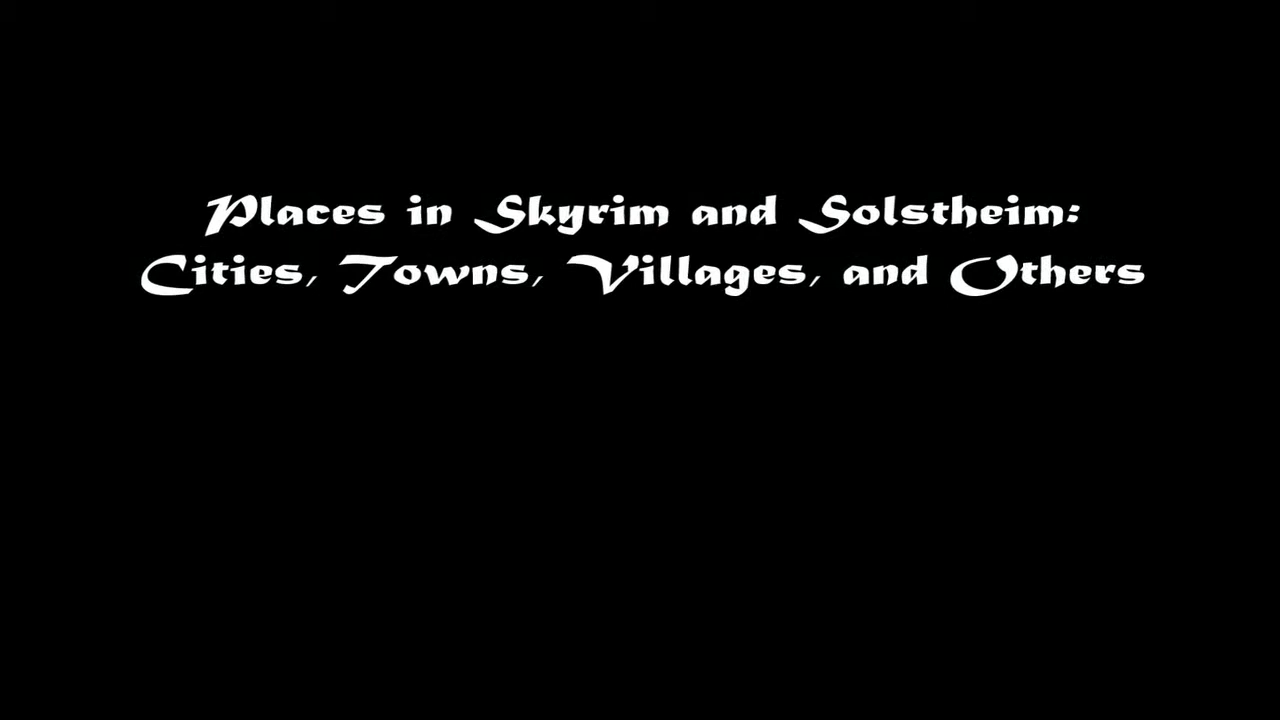 Places in Skyrim and Solstheim:
Cities, Towns, Villages, and Others